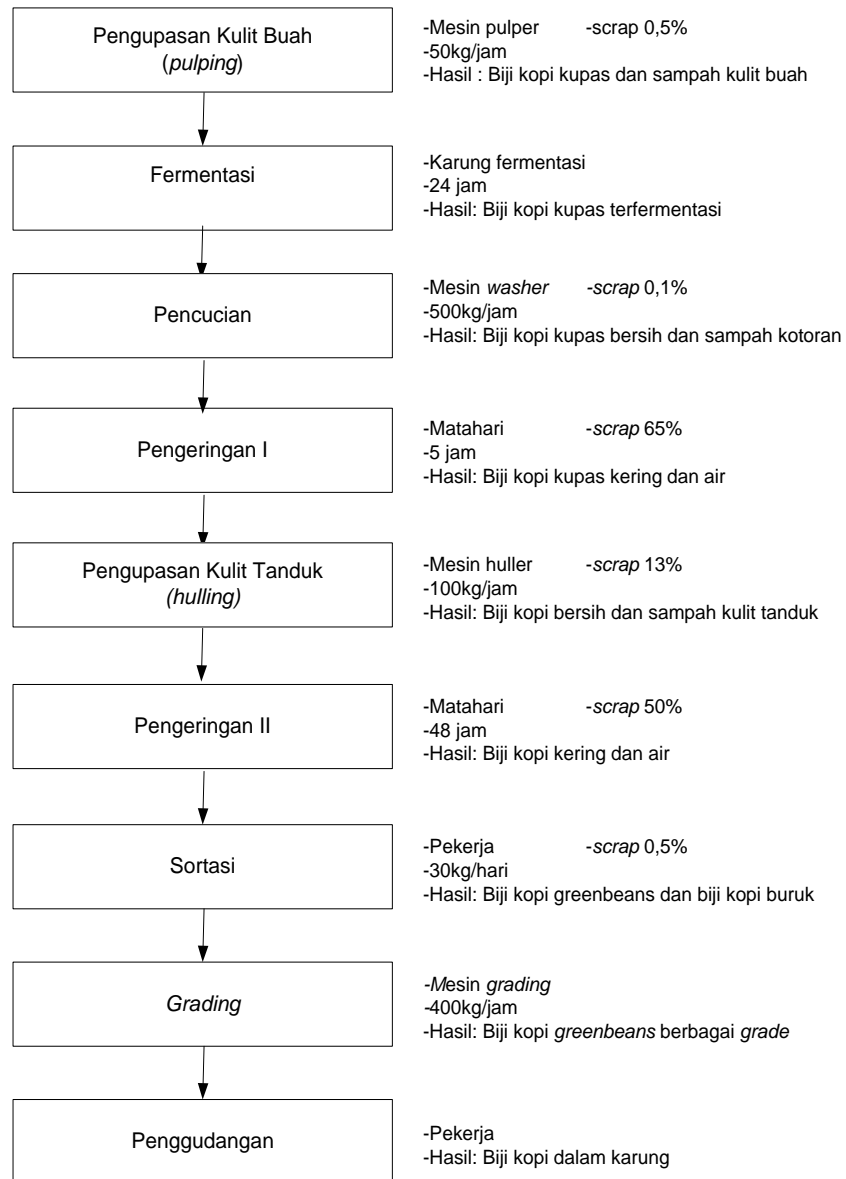 Pengupasan Kulit Buah
(pulping)
-Mesin pulper -scrap 0,5%
-50kg/jam
-Hasil : Biji kopi kupas dan sampah kulit buah
Fermentasi
-Karung fermentasi
-24 jam
-Hasil: Biji kopi kupas terfermentasi
Pencucian
-Mesin washer -scrap 0,1%
-500kg/jam
-Hasil: Biji kopi kupas bersih dan sampah kotoran
Pengeringan I
-Matahari -scrap 65%
-5 jam
-Hasil: Biji kopi kupas kering dan air
Pengupasan Kulit Tanduk
(hulling)
-Mesin huller -scrap 13%
-100kg/jam
-Hasil: Biji kopi bersih dan sampah kulit tanduk
Pengeringan II
-Matahari -scrap 50%
-48 jam
-Hasil: Biji kopi kering dan air
Sortasi
-Pekerja -scrap 0,5%
-30kg/hari
-Hasil: Biji kopi greenbeans dan biji kopi buruk
Grading
-Mesin grading
-400kg/jam
-Hasil: Biji kopi greenbeans berbagai grade
Penggudangan
-Pekerja
-Hasil: Biji kopi dalam karung